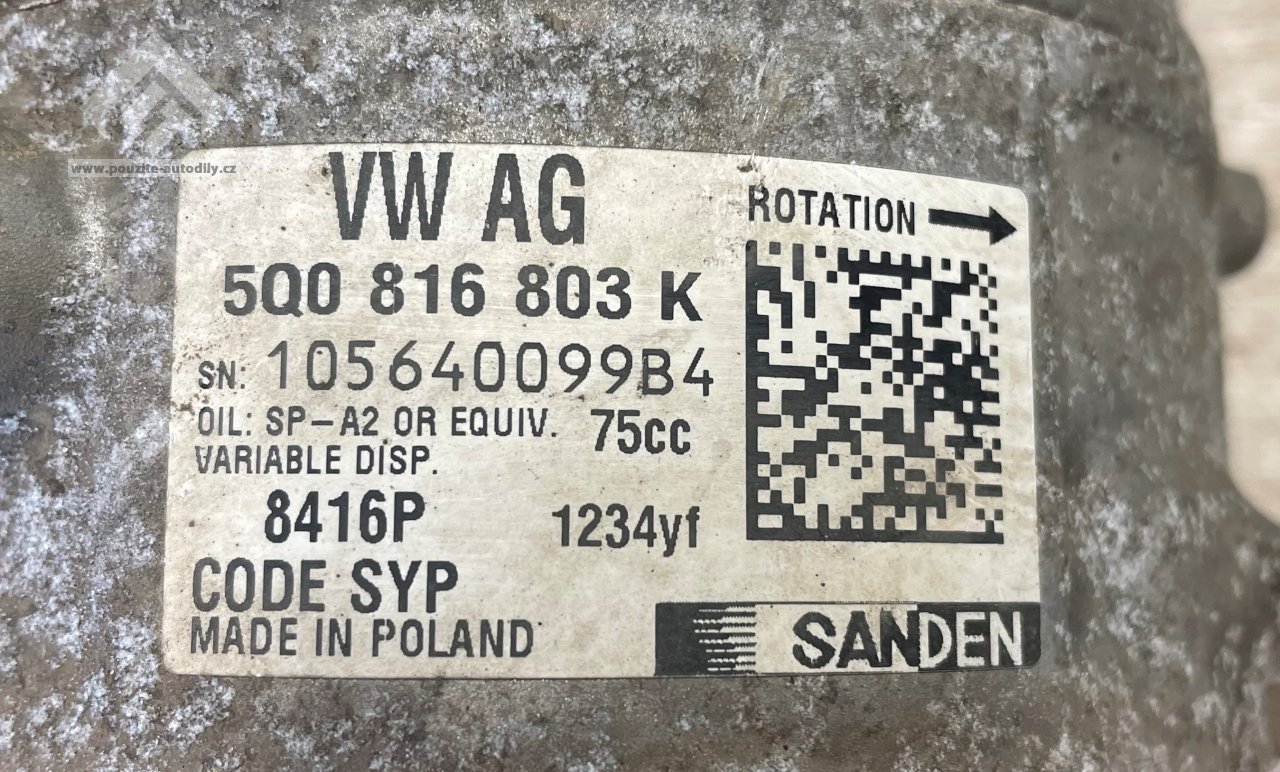 www.pouzite-autodily.cz
VW AG
ROTATION
5Q0 816 803 K
SN: 105640099B4
OIL: SP-A2 OR EQUIV. 75cc
VARIABLE DISP.
8416P 1234yf
CODE SYP
MADE IN POLAND
SANDEN